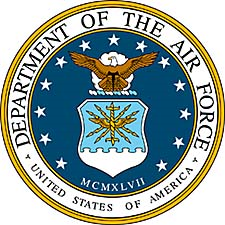 DEPARTMENT OF THE AIR FORCE
MCMXLVII
UNITED STATES OF AMERICA